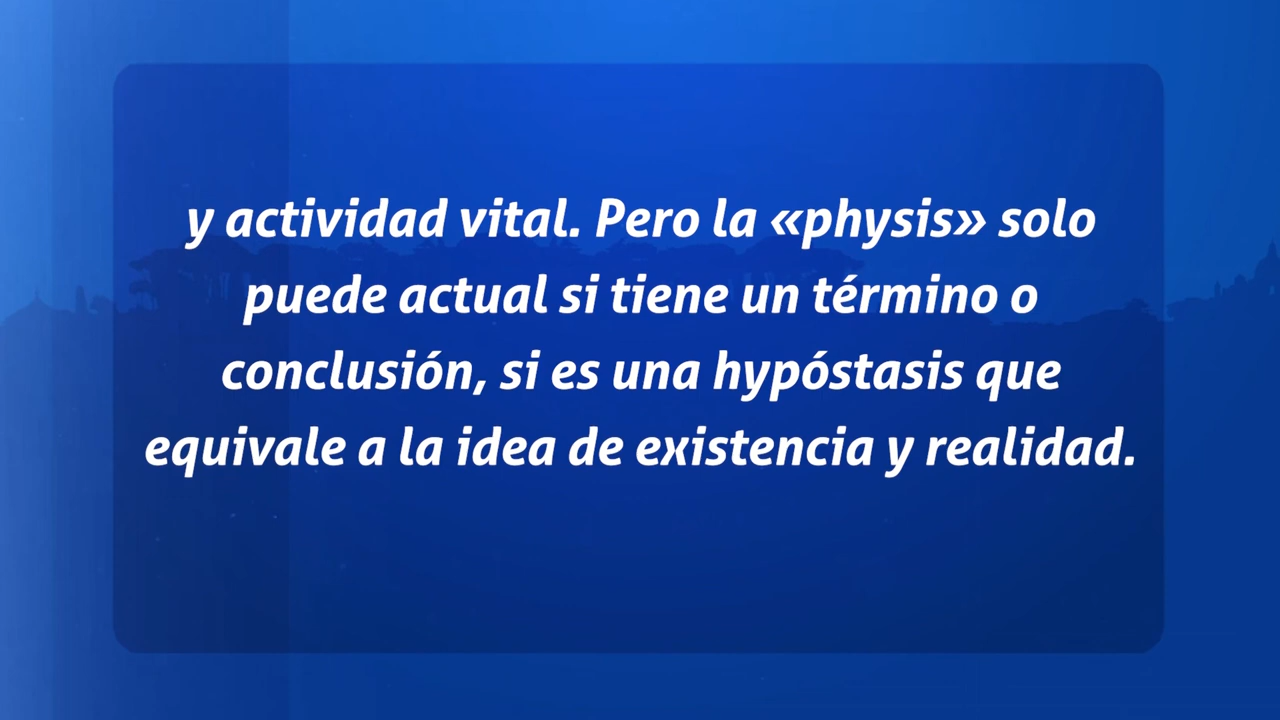 y actividad vital. Pero la «physis» solo
puede actual si tiene un término o
conclusión, si es una hypóstasis que
equivale a la idea de existencia y realidad.